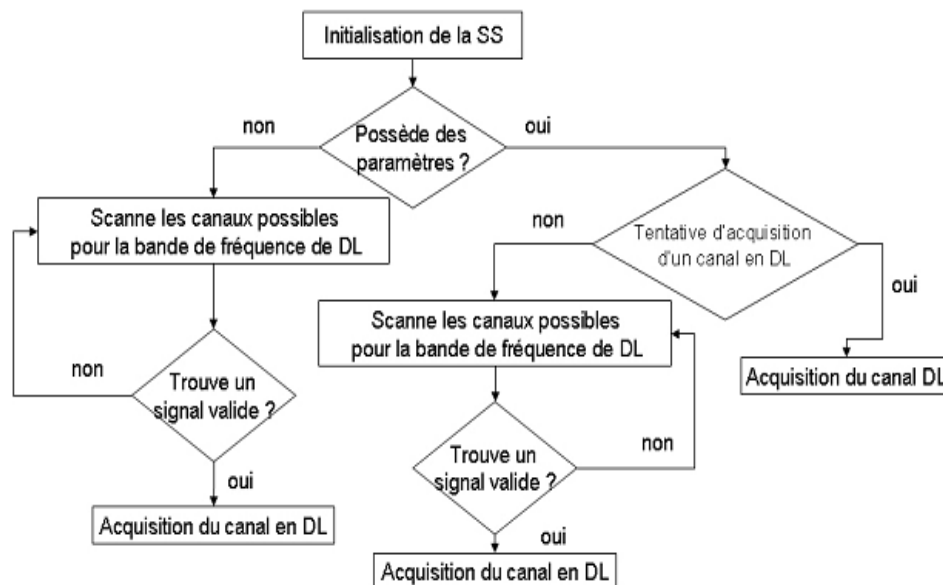 Initialisation de la SS
non
Possède des
paramètres ?
oui
Scanne les canaux possibles
pour la bande de fréquence de DL
non
Tentative d'acquisition
d'un canal en DL
oui
Scanne les canaux possibles
pour la bande de fréquence de DL
non
Trouve un
signal valide ?
Acquisition du canal DL
non
Trouve un
signal valide ?
oui
Acquisition du canal en DL
oui
Acquisition du canal en DL